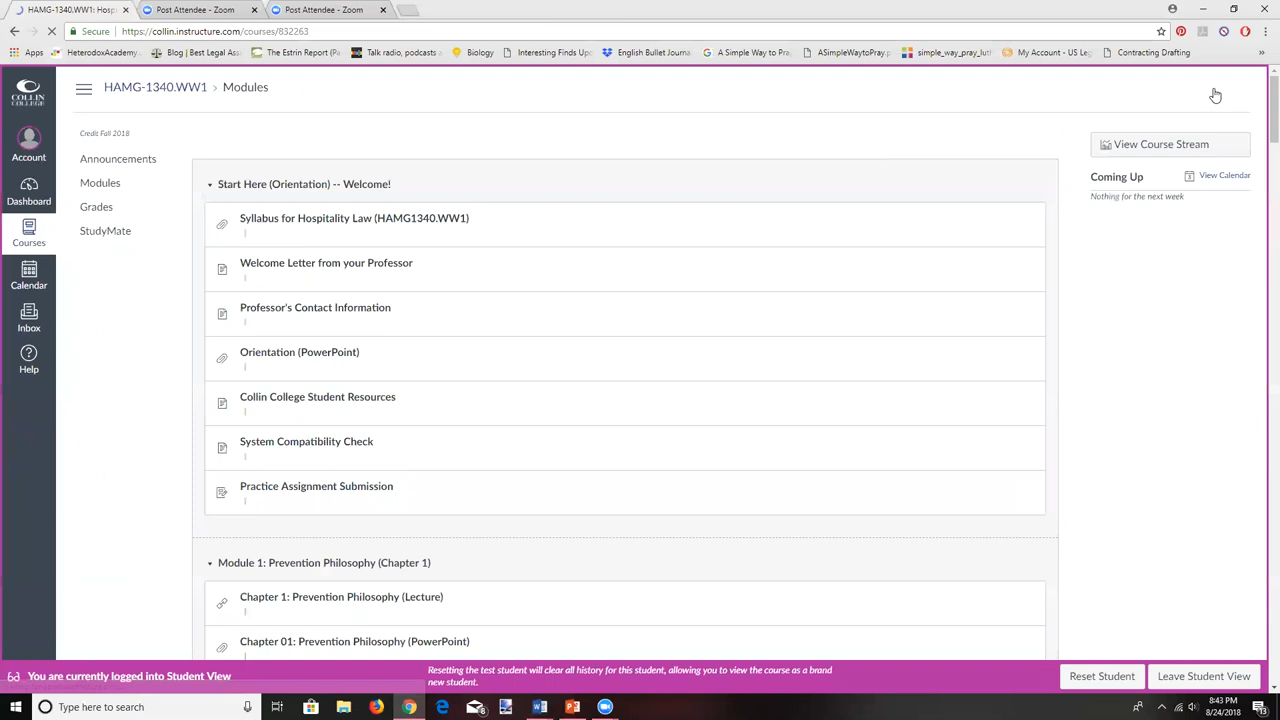 HAMG-1340.WW1: Hosp
Post Attendee - Zoom
Post Attendee - Zoom
Secure
https://collin.instructure.com/courses/832263
Apps
HeterodoxAcademy.
Blog | Best Legal Ass
The Estrin Report (Pa
Talk radio, podcasts a
Biology
Interesting Finds Up
English Bullet Journa
A Simple Way to Pra
ASimpleWaytoPray.p
simple_way_pray_luth
My Account - US Leg
Contracting Drafting
COLLIN
COLLEGE
Account
Dashboard
Courses
Calendar
Inbox
Help
HAMG-1340.WW1 > Modules
Credit Fall 2018
Announcements
Modules
Grades
StudyMate
Start Here (Orientation) -- Welcome!
Syllabus for Hospitality Law (HAMG1340.WW1)
Welcome Letter from your Professor
Professor's Contact Information
Orientation (PowerPoint)
Collin College Student Resources
System Compatibility Check
Practice Assignment Submission
Module 1: Prevention Philosophy (Chapter 1)
Chapter 1: Prevention Philosophy (Lecture)
Chapter 01: Prevention Philosophy (PowerPoint)
View Course Stream
Coming Up
View Calendar
Nothing for the next week
You are currently logged into Student View
Resetting the test student will clear all history for this student, allowing you to view the course as a brand
new student.
Reset Student
Leave Student View
Type here to search
8:43 PM
8/24/2018